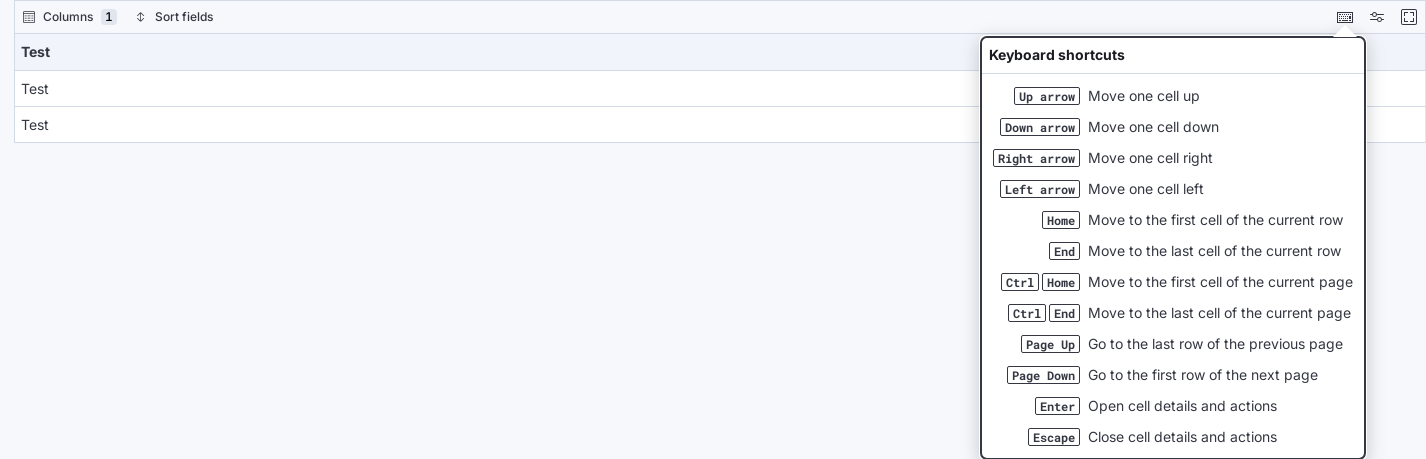 Columns 1 Sort fields
Test
Test
Test
Keyboard shortcuts
Up arrow Move one cell up
Down arrow Move one cell down
Right arrow Move one cell right
Left arrow Move one cell left
Home Move to the first cell of the current row
End Move to the last cell of the current row
Ctrl Home Move to the first cell of the current page
Ctrl End Move to the last cell of the current page
Page Up Go to the last row of the previous page
Page Down Go to the first row of the next page
Enter Open cell details and actions
Escape Close cell details and actions